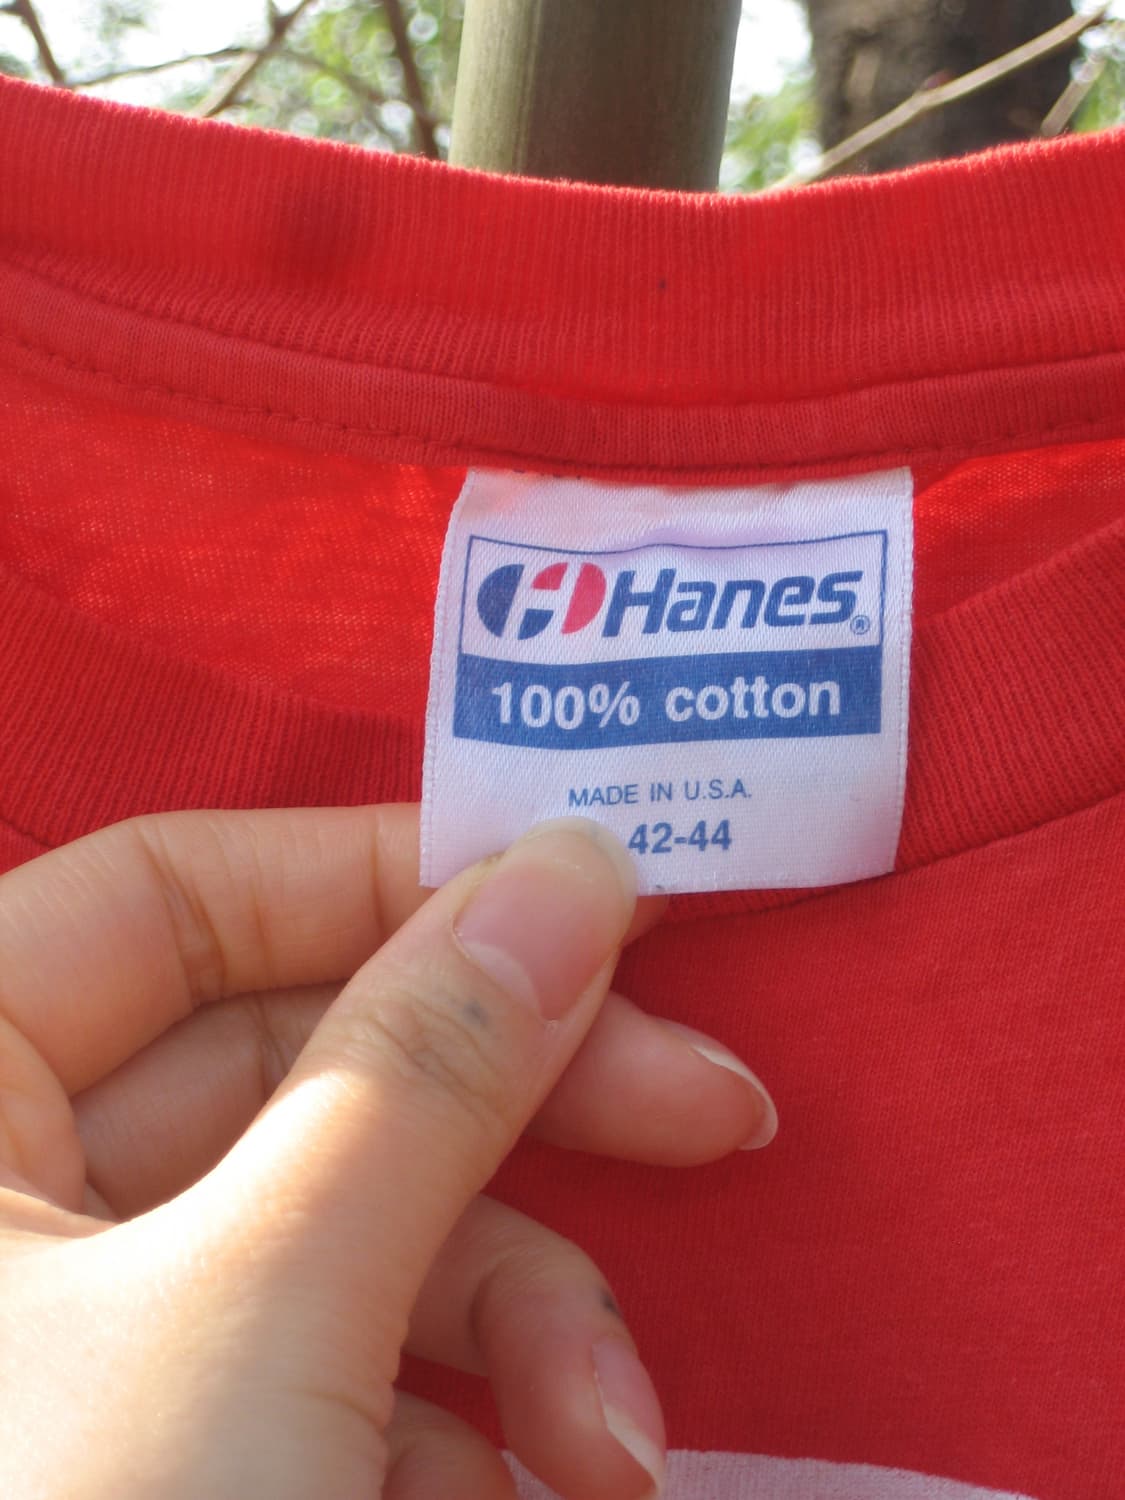 Hanes®
100% cotton
MADE IN U.S.A.
42-44